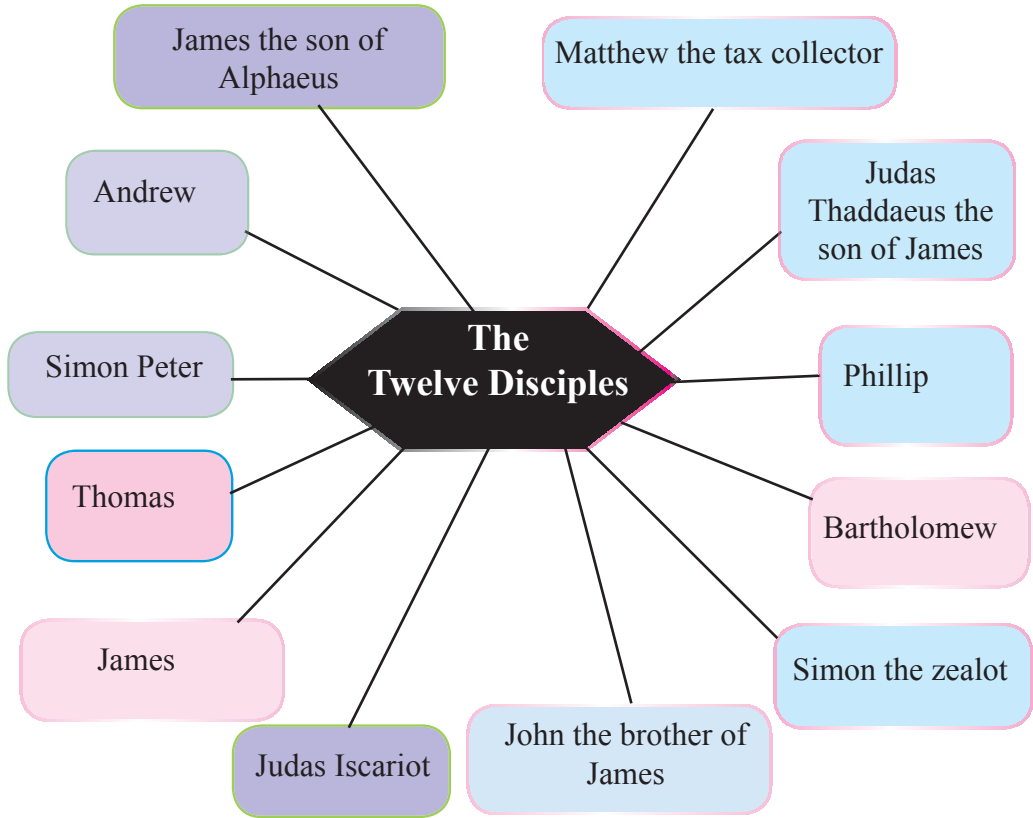 James the son of
Alphaeus
Matthew the tax collector
Andrew
Judas
Thaddaeus the
son of James
The
Twelve Disciples
Simon Peter
Phillip
Thomas
Bartholomew
James
Simon the zealot
Judas Iscariot
John the brother of
James